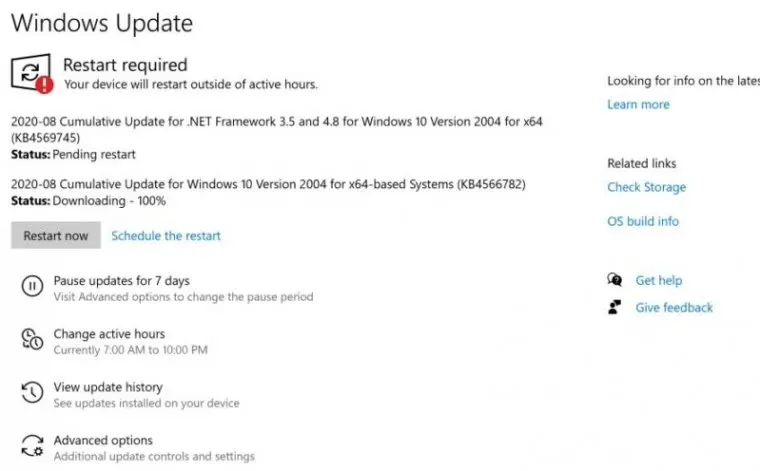 Windows Update
Restart required
Your device will restart outside of active hours.
2020-08 Cumulative Update for .NET Framework 3.5 and 4.8 for Windows 10 Version 2004 for x64
(KB4569745)
Status: Pending restart
2020-08 Cumulative Update for Windows 10 Version 2004 for x64-based Systems (KB4566782)
Status: Downloading - 100%
Restart now
Schedule the restart
Pause updates for 7 days
Visit Advanced options to change the pause period
Change active hours
Currently 7:00 AM to 10:00 PM
View update history
See updates installed on your device
Advanced options
Additional update controls and settings
Looking for info on the lates
Learn more
Related links
Check Storage
OS build info
Get help
Give feedback